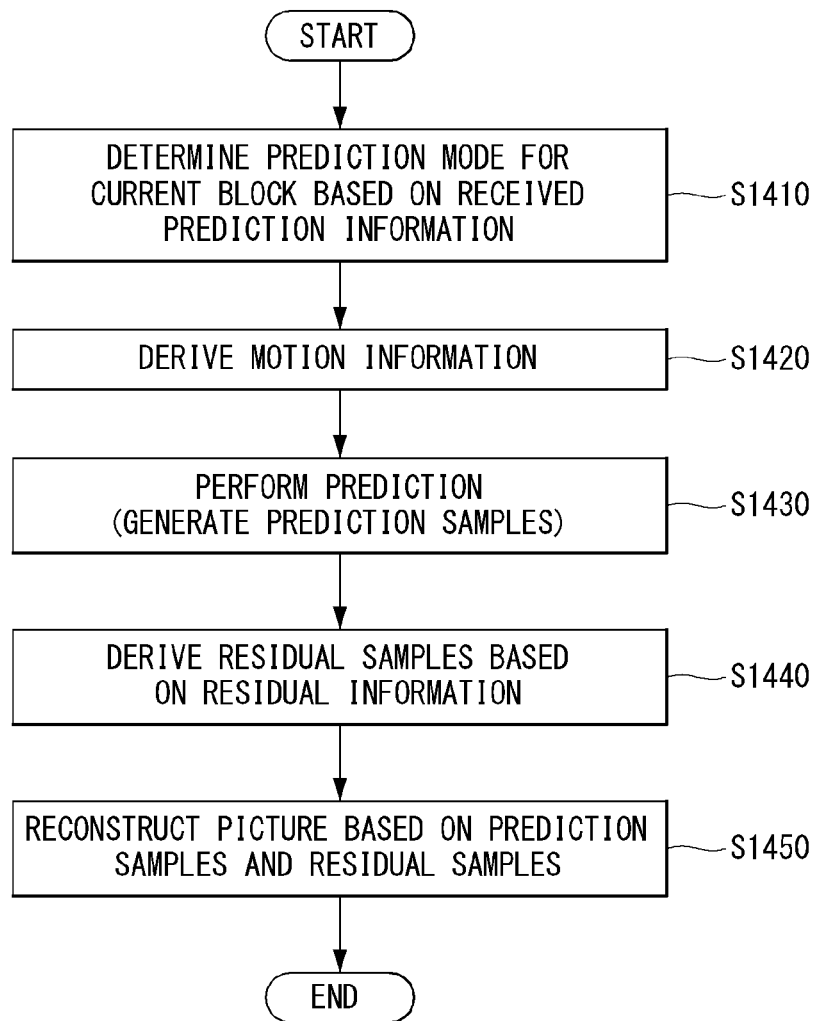 START
DETERMINE PREDICTION MODE FOR
CURRENT BLOCK BASED ON RECEIVED
PREDICTION INFORMATION
S1410
DERIVE MOTION INFORMATION
S1420
PERFORM PREDICTION
(GENERATE PREDICTION SAMPLES)
S1430
DERIVE RESIDUAL SAMPLES BASED
ON RESIDUAL INFORMATION
S1440
RECONSTRUCT PICTURE BASED ON PREDICTION
SAMPLES AND RESIDUAL SAMPLES
S1450
END